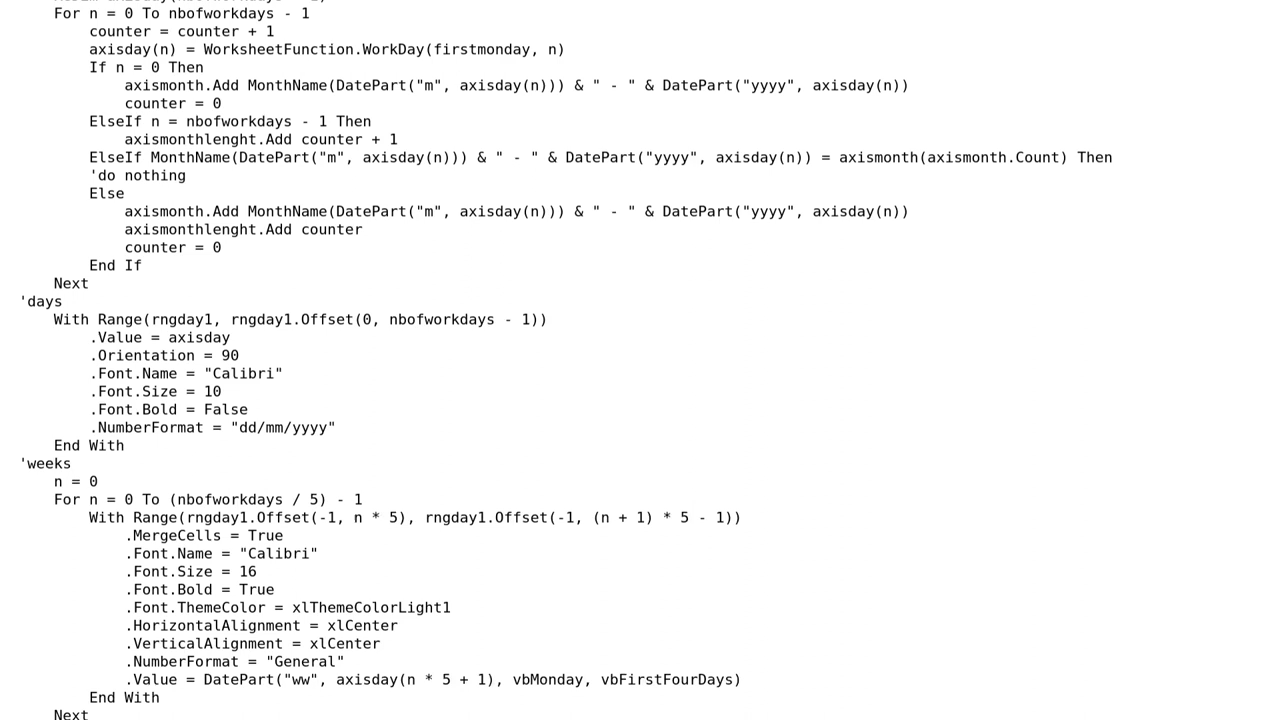 For n = 0 To nbofworkdays - 1
counter = counter + 1
axisday(n) = WorksheetFunction.WorkDay(firstmonday, n)
If n = 0 Then
axismonth.Add MonthName(DatePart("m", axisday(n))) & " - " & DatePart("yyyy", axisday(n))
counter = 0
ElseIf n = nbofworkdays - 1 Then
axismonthlenght.Add counter + 1
ElseIf MonthName(DatePart("m", axisday(n))) & " - " & DatePart("yyyy", axisday(n)) = axismonth(axismonth.Count) Then
'do nothing
Else
axismonth.Add MonthName(DatePart("m", axisday(n))) & " - " & DatePart("yyyy", axisday(n))
axismonthlenght.Add counter
counter = 0
End If
Next
'days
With Range(rngday1, rngday1.Offset(0, nbofworkdays - 1))
.Value = axisday
.Orientation = 90
.Font.Name = "Calibri"
.Font.Size = 10
.Font.Bold = False
.NumberFormat = "dd/mm/yyyy"
End With
'weeks
n = 0
For n = 0 To (nbofworkdays / 5) - 1
With Range(rngday1.Offset(-1, n * 5), rngday1.Offset(-1, (n + 1) * 5 - 1))
.MergeCells = True
.Font.Name = "Calibri"
.Font.Size = 16
.Font.Bold = True
.Font.ThemeColor = xlThemeColorLight1
.HorizontalAlignment = xlCenter
.VerticalAlignment = xlCenter
.NumberFormat = "General"
.Value = DatePart("ww", axisday(n * 5 + 1), vbMonday, vbFirstFourDays)
End With
Next